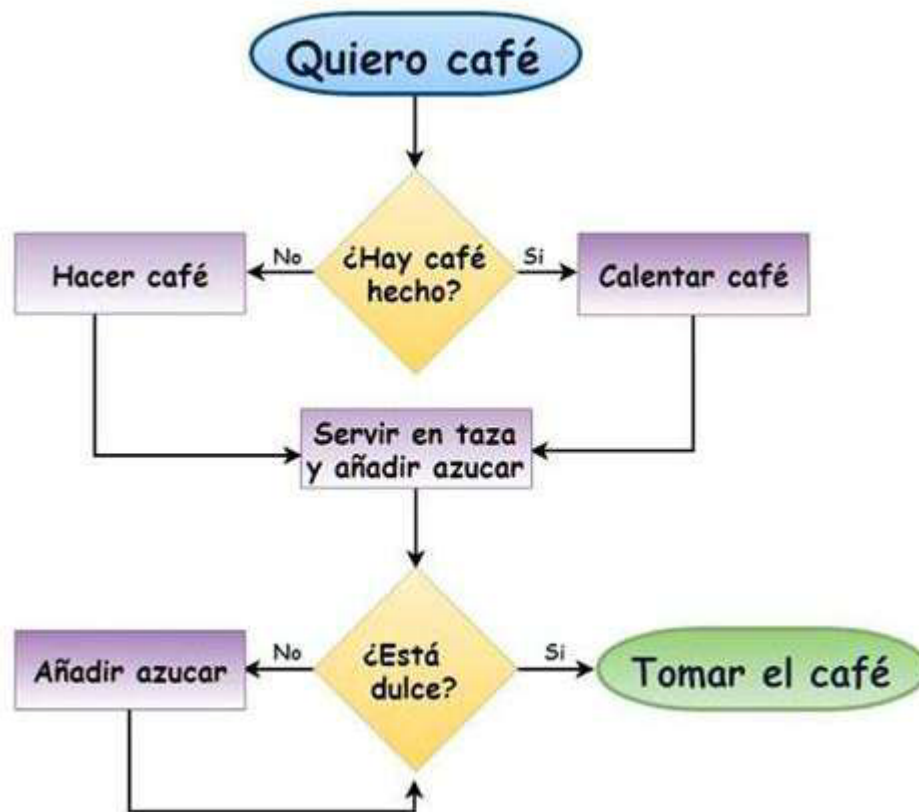 Quiero café
¿Hay café
hecho?
No
Si
Hacer café
Calentar café
Servir en taza
y añadir azucar
¿Está
dulce?
No
Si
Añadir azucar
Tomar el café